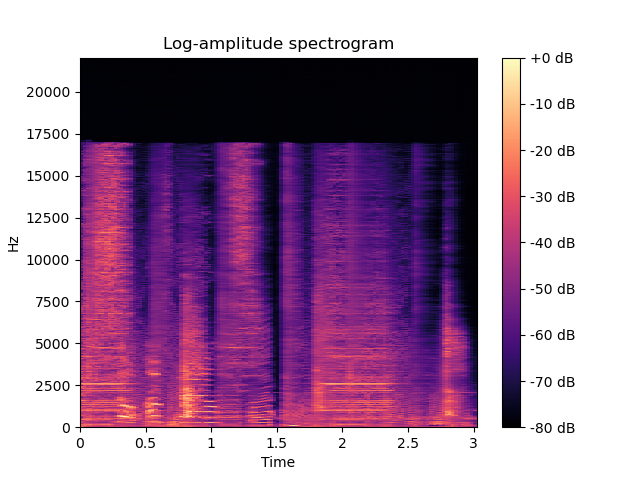 Log-amplitude spectrogram
+0 dB
20000
-10 dB
17500
-20 dB
15000
-30 dB
12500
Hz
-40 dB
10000
-50 dB
7500
-60 dB
5000
-70 dB
2500
0
-80 dB
0 0.5 1 1.5 2 2.5 3
Time